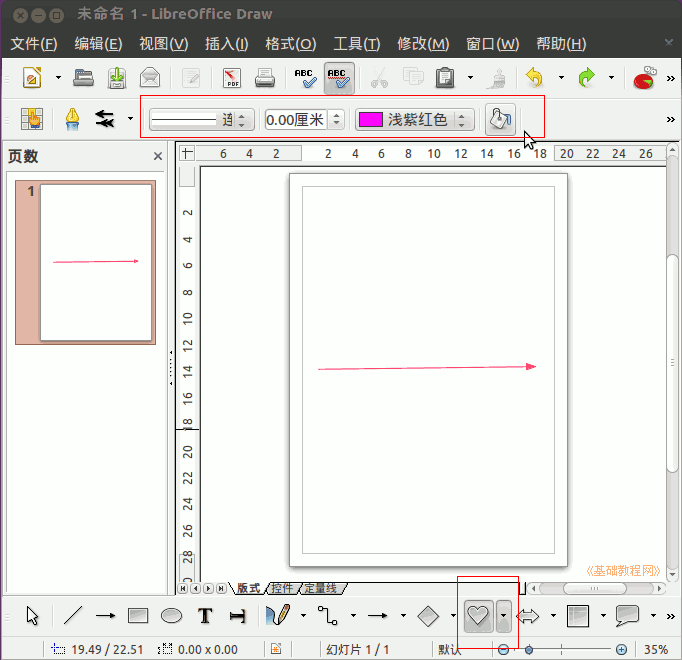 未命名 1 - LibreOffice Draw
文件(F) 编辑(E) 视图(V) 插入(I) 格式(O) 工具(T) 修改(M) 窗口(W) 帮助(H)
PDF ABC ABC »
连 0.00厘米 浅紫红色 »
页数
1
6 4 2 2 4 6 8 10 12 14 16 18 20 22 24 26
2
4
6
8
10
12
14
16
18
20
22
24
26
28
《基础教程网》
版式 控件 定量线
T »
19.49 / 22.51 0.00 x 0.00 幻灯片 1 / 1 默认 35%